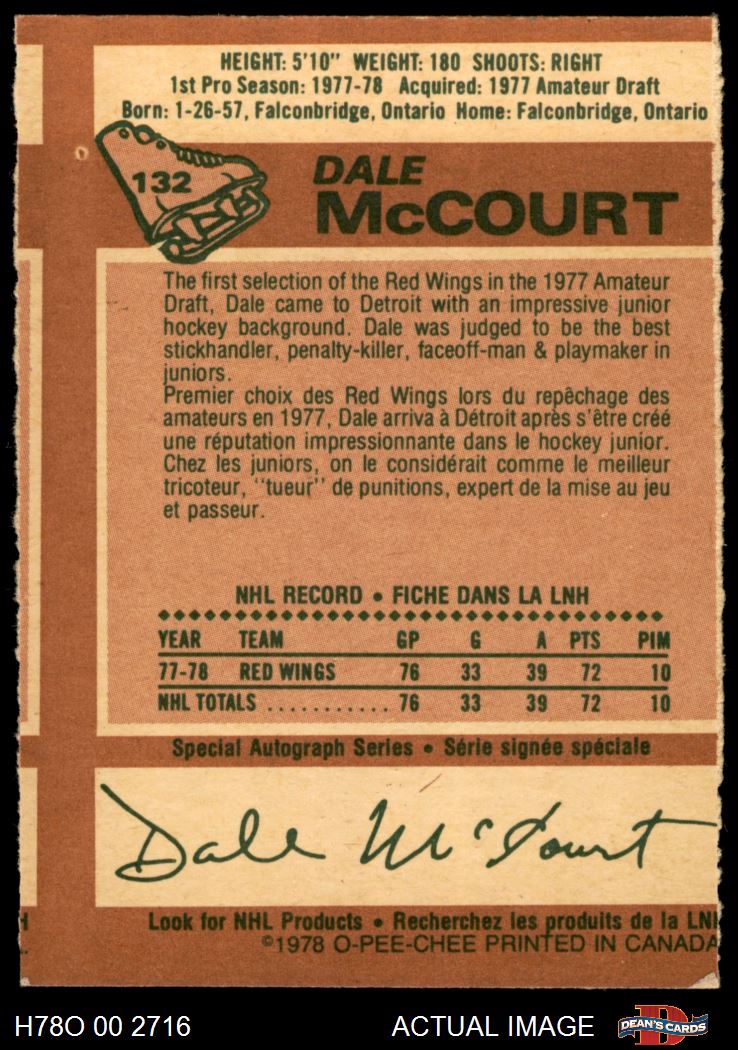 HEIGHT: 5'10" WEIGHT: 180 SHOOTS: RIGHT
1st Pro Season: 1977-78 Acquired: 1977 Amateur Draft
Born: 1-26-57, Falconbridge, Ontario Home: Falconbridge, Ontario
132
DALE
McCOURT
The first selection of the Red Wings in the 1977 Amateur
Draft, Dale came to Detroit with an impressive junior
hockey background. Dale was judged to be the best
stickhandler, penalty-killer, faceoff-man & playmaker in
juniors.
Premier choix des Red Wings lors du repêchage des
amateurs en 1977, Dale arriva à Détroit après s'être créé
une réputation impressionnante dans le hockey junior.
Chez les juniors, on le considérait comme le meilleur
tricoteur, "tueur" de punitions, expert de la mise au jeu
et passeur.
NHL RECORD • FICHE DANS LA LNH
YEAR TEAM GP G A PTS PIM
77-78 RED WINGS 76 33 39 72 10
NHL TOTALS ........... 76 33 39 72 10
Special Autograph Series • Série signée spéciale
Dale McCourt
Look for NHL Products • Recherchez les produits de la LNH
©1978 O-PEE-CHEE PRINTED IN CANADA
H78O 00 2716
ACTUAL IMAGE
D
DEAN'S CARDS